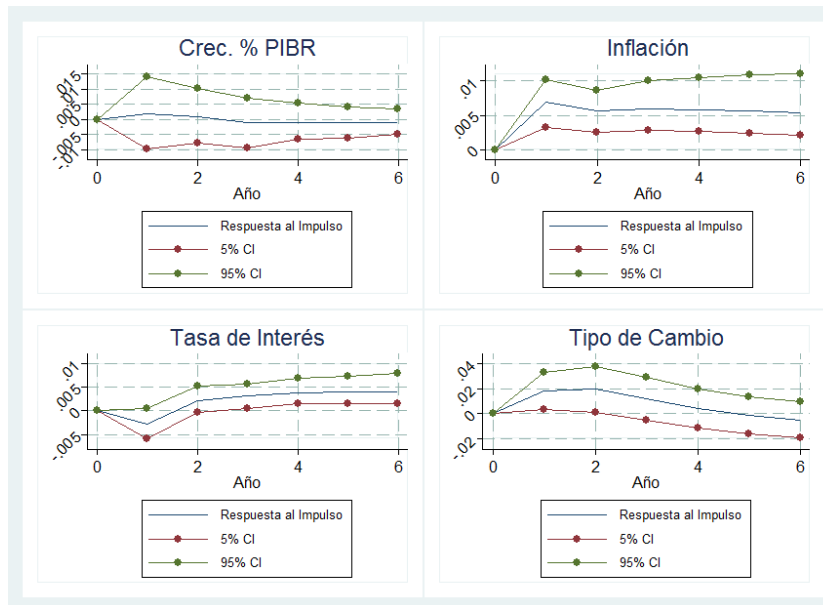 Crec. % PIBR
.015
.01
.005
0
-.005
-.01
0 2 4 6
Año
Respuesta al Impulso
5% CI
95% CI
Inflación
.01
.005
0
0 2 4 6
Año
Respuesta al Impulso
5% CI
95% CI
Tasa de Interés
.01
.005
0
-.005
0 2 4 6
Año
Respuesta al Impulso
5% CI
95% CI
Tipo de Cambio
.04
.02
0
-.02
0 2 4 6
Año
Respuesta al Impulso
5% CI
95% CI